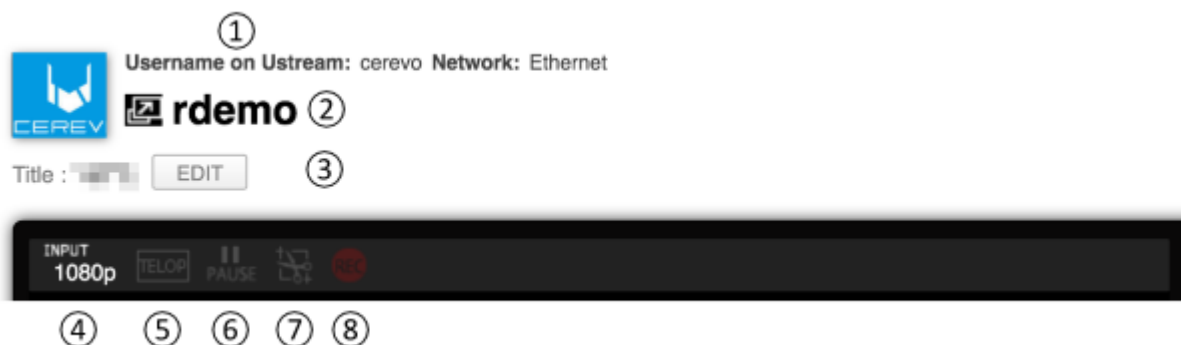 ①
Username on Ustream: cerevo Network: Ethernet
CEREV
rdemo ②
Title : EDIT ③
INPUT
1080p TELOP PAUSE REC
④ ⑤ ⑥ ⑦ ⑧